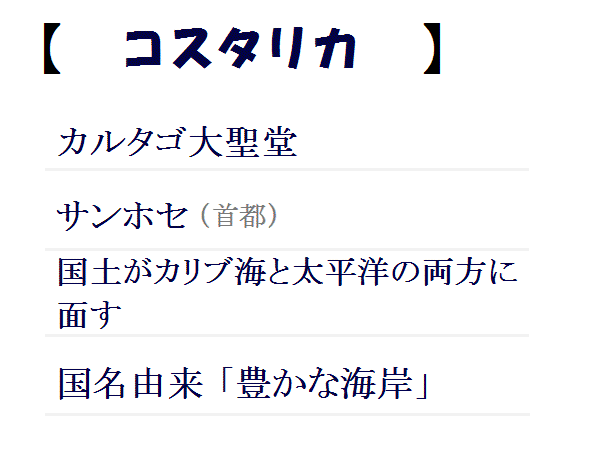 【 コスタリカ 】
カルタゴ大聖堂
サンホセ（首都）
国土がカリブ海と太平洋の両方に
面す
国名由来「豊かな海岸」